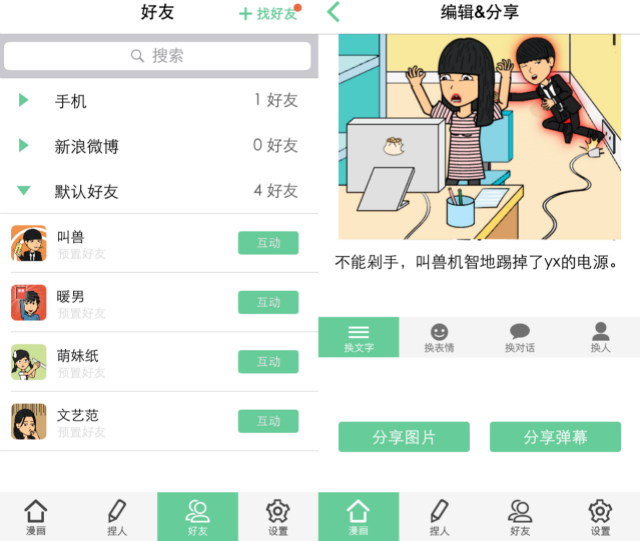 好友
找好友
搜索
手机
1 好友
新浪微博
0 好友
默认好友
4 好友
叫兽
预置好友
互动
暖男
预置好友
互动
萌妹纸
预置好友
互动
文艺范
预置好友
互动
漫画
捏人
好友
设置
编辑&分享
不能剁手，叫兽机智地踢掉了yx的电源。
换文字
换表情
换对话
换人
分享图片
分享弹幕
漫画
捏人
好友
设置